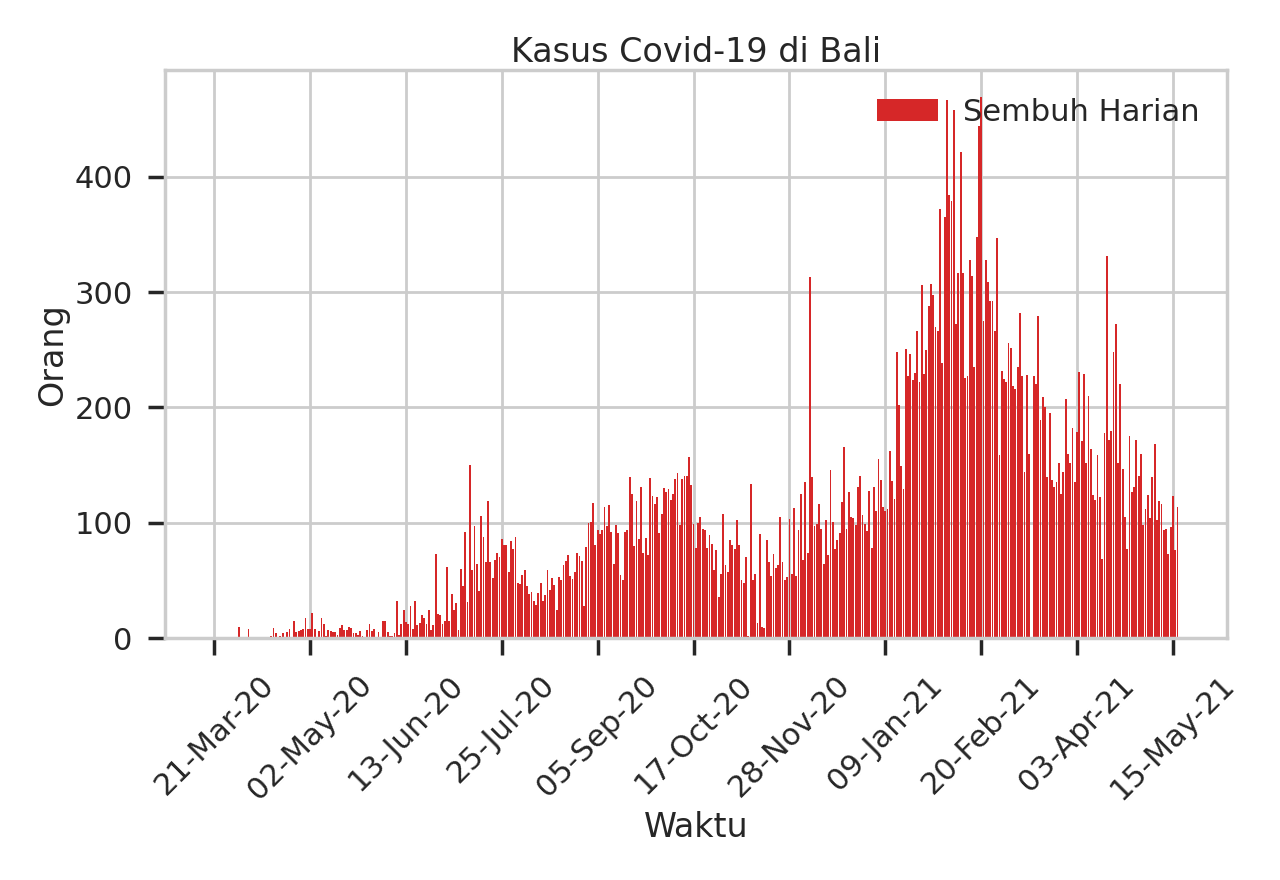 Kasus Covid-19 di Bali
Sembuh Harian
Orang
400
300
200
100
0
21-Mar-20
02-May-20
13-Jun-20
25-Jul-20
05-Sep-20
17-Oct-20
28-Nov-20
09-Jan-21
20-Feb-21
03-Apr-21
15-May-21
Waktu